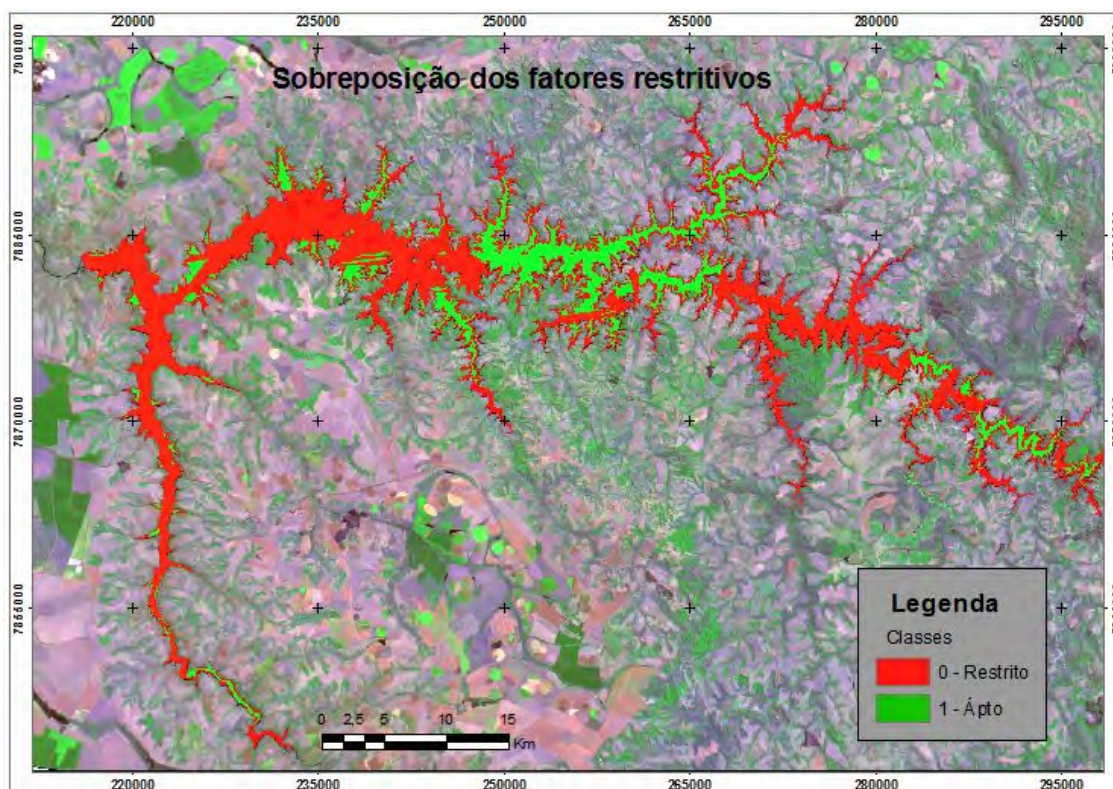 220000 235000 250000 265000 280000 295000
7900000
Sobreposição dos fatores restritivos
7885000
7870000
7855000
Legenda
Classes
0 - Restrito
1 - Ápto
0 2,5 5 10 15
Km
220000 235000 250000 265000 280000 295000